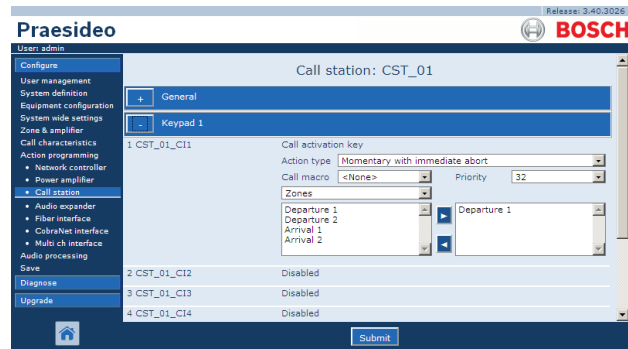 Release: 3.40.3026
Praesideo
BOSCH
User: admin
Configure
User management
System definition
Equipment configuration
System wide settings
Zone & amplifier
Call characteristics
Action programming
• Network controller
• Power amplifier
• Call station
• Audio expander
• Fiber interface
• CobraNet interface
• Multi ch interface
Audio processing
Save
Diagnose
Upgrade
Call station: CST_01
+ General
- Keypad 1
1 CST_01_CI1 Call activation key
Action type Momentary with immediate abort
Call macro <None> Priority 32
Zones
Departure 1
Departure 2
Arrival 1
Arrival 2
Departure 1
2 CST_01_CI2 Disabled
3 CST_01_CI3 Disabled
4 CST_01_CI4 Disabled
Submit